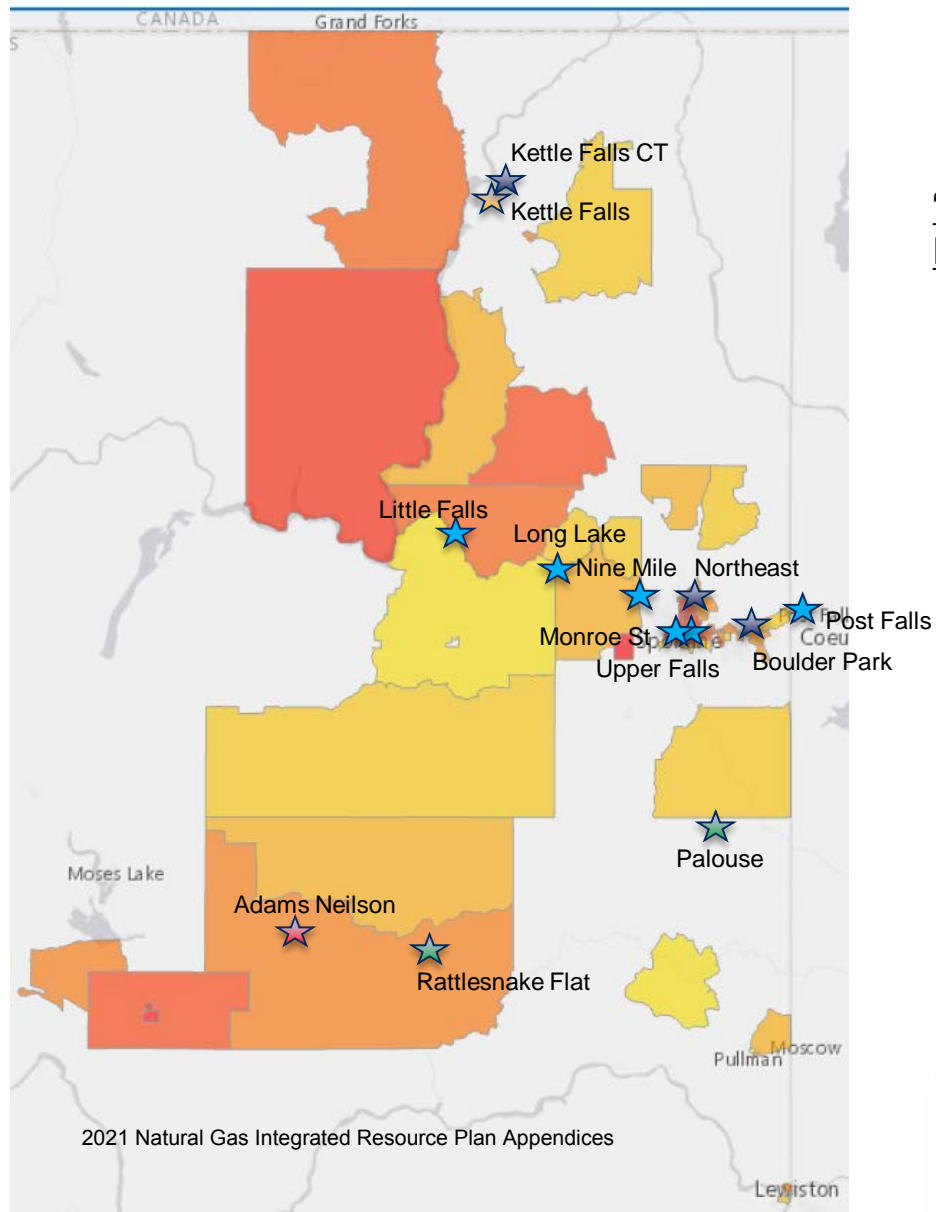 CANADA
Grand Forks
Kettle Falls CT
Kettle Falls
Little Falls
Long Lake
Nine Mile
Northeast
Post Falls
Monroe St
Coeu
Upper Falls
Boulder Park
Palouse
Moses Lake
Adams Neilson
Rattlesnake Flat
Moscow
Pullman
2021 Natural Gas Integrated Resource Plan Appendices
Lewiston